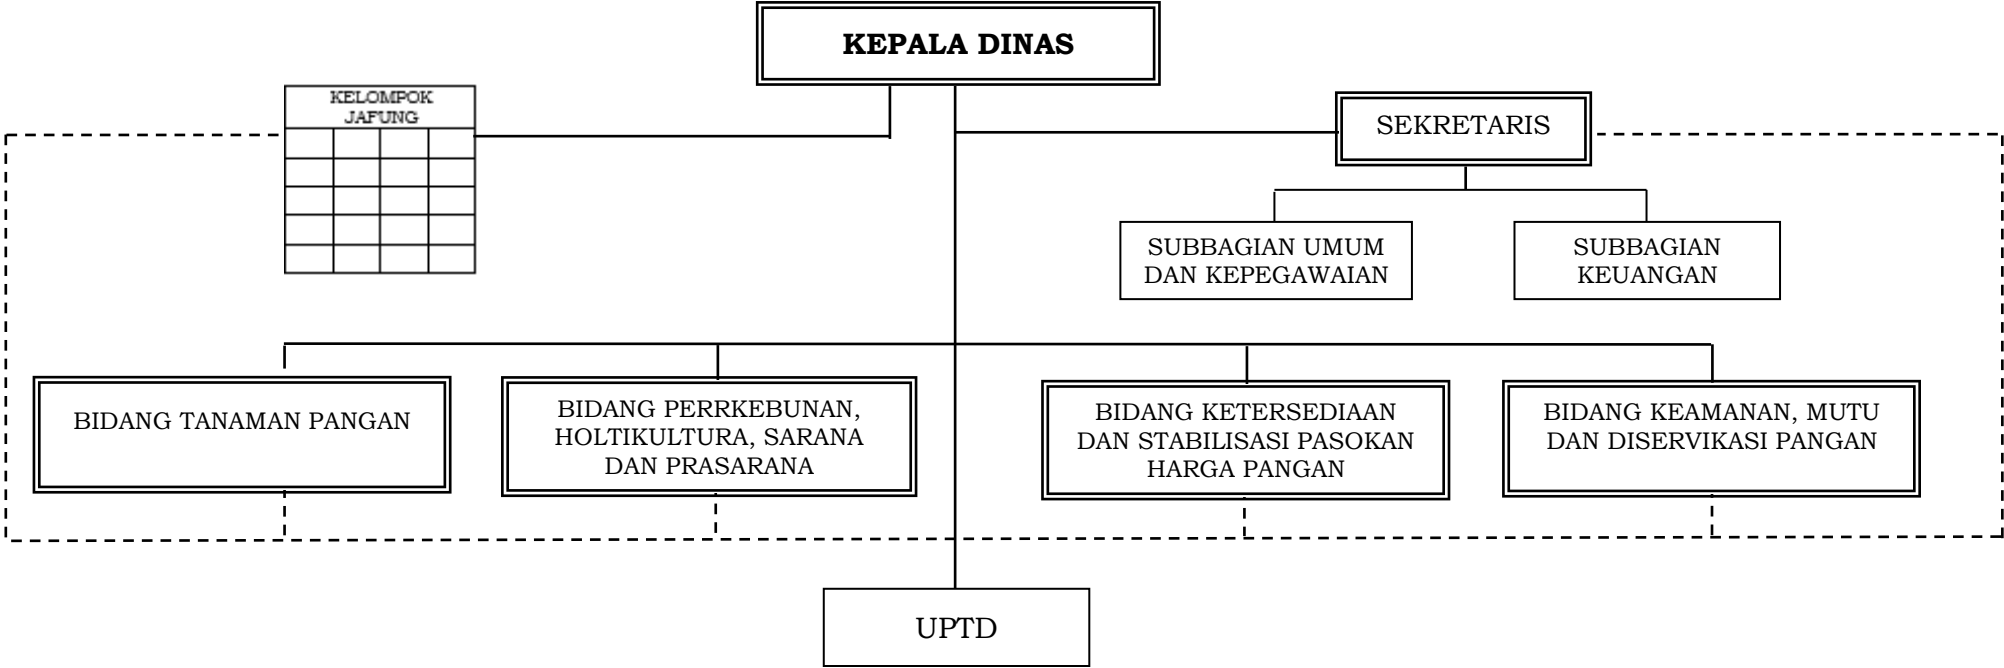 KEPALA DINAS
KELOMPOK
JAFUNG
SEKRETARIS
SUBBAGIAN UMUM
DAN KEPEGAWAIAN
SUBBAGIAN
KEUANGAN
BIDANG TANAMAN PANGAN
BIDANG PERRKEBUNAN,
HOLTIKULTURA, SARANA
DAN PRASARANA
BIDANG KETERSEDIAAN
DAN STABILISASI PASOKAN
HARGA PANGAN
BIDANG KEAMANAN, MUTU
DAN DISERVIKASI PANGAN
UPTD